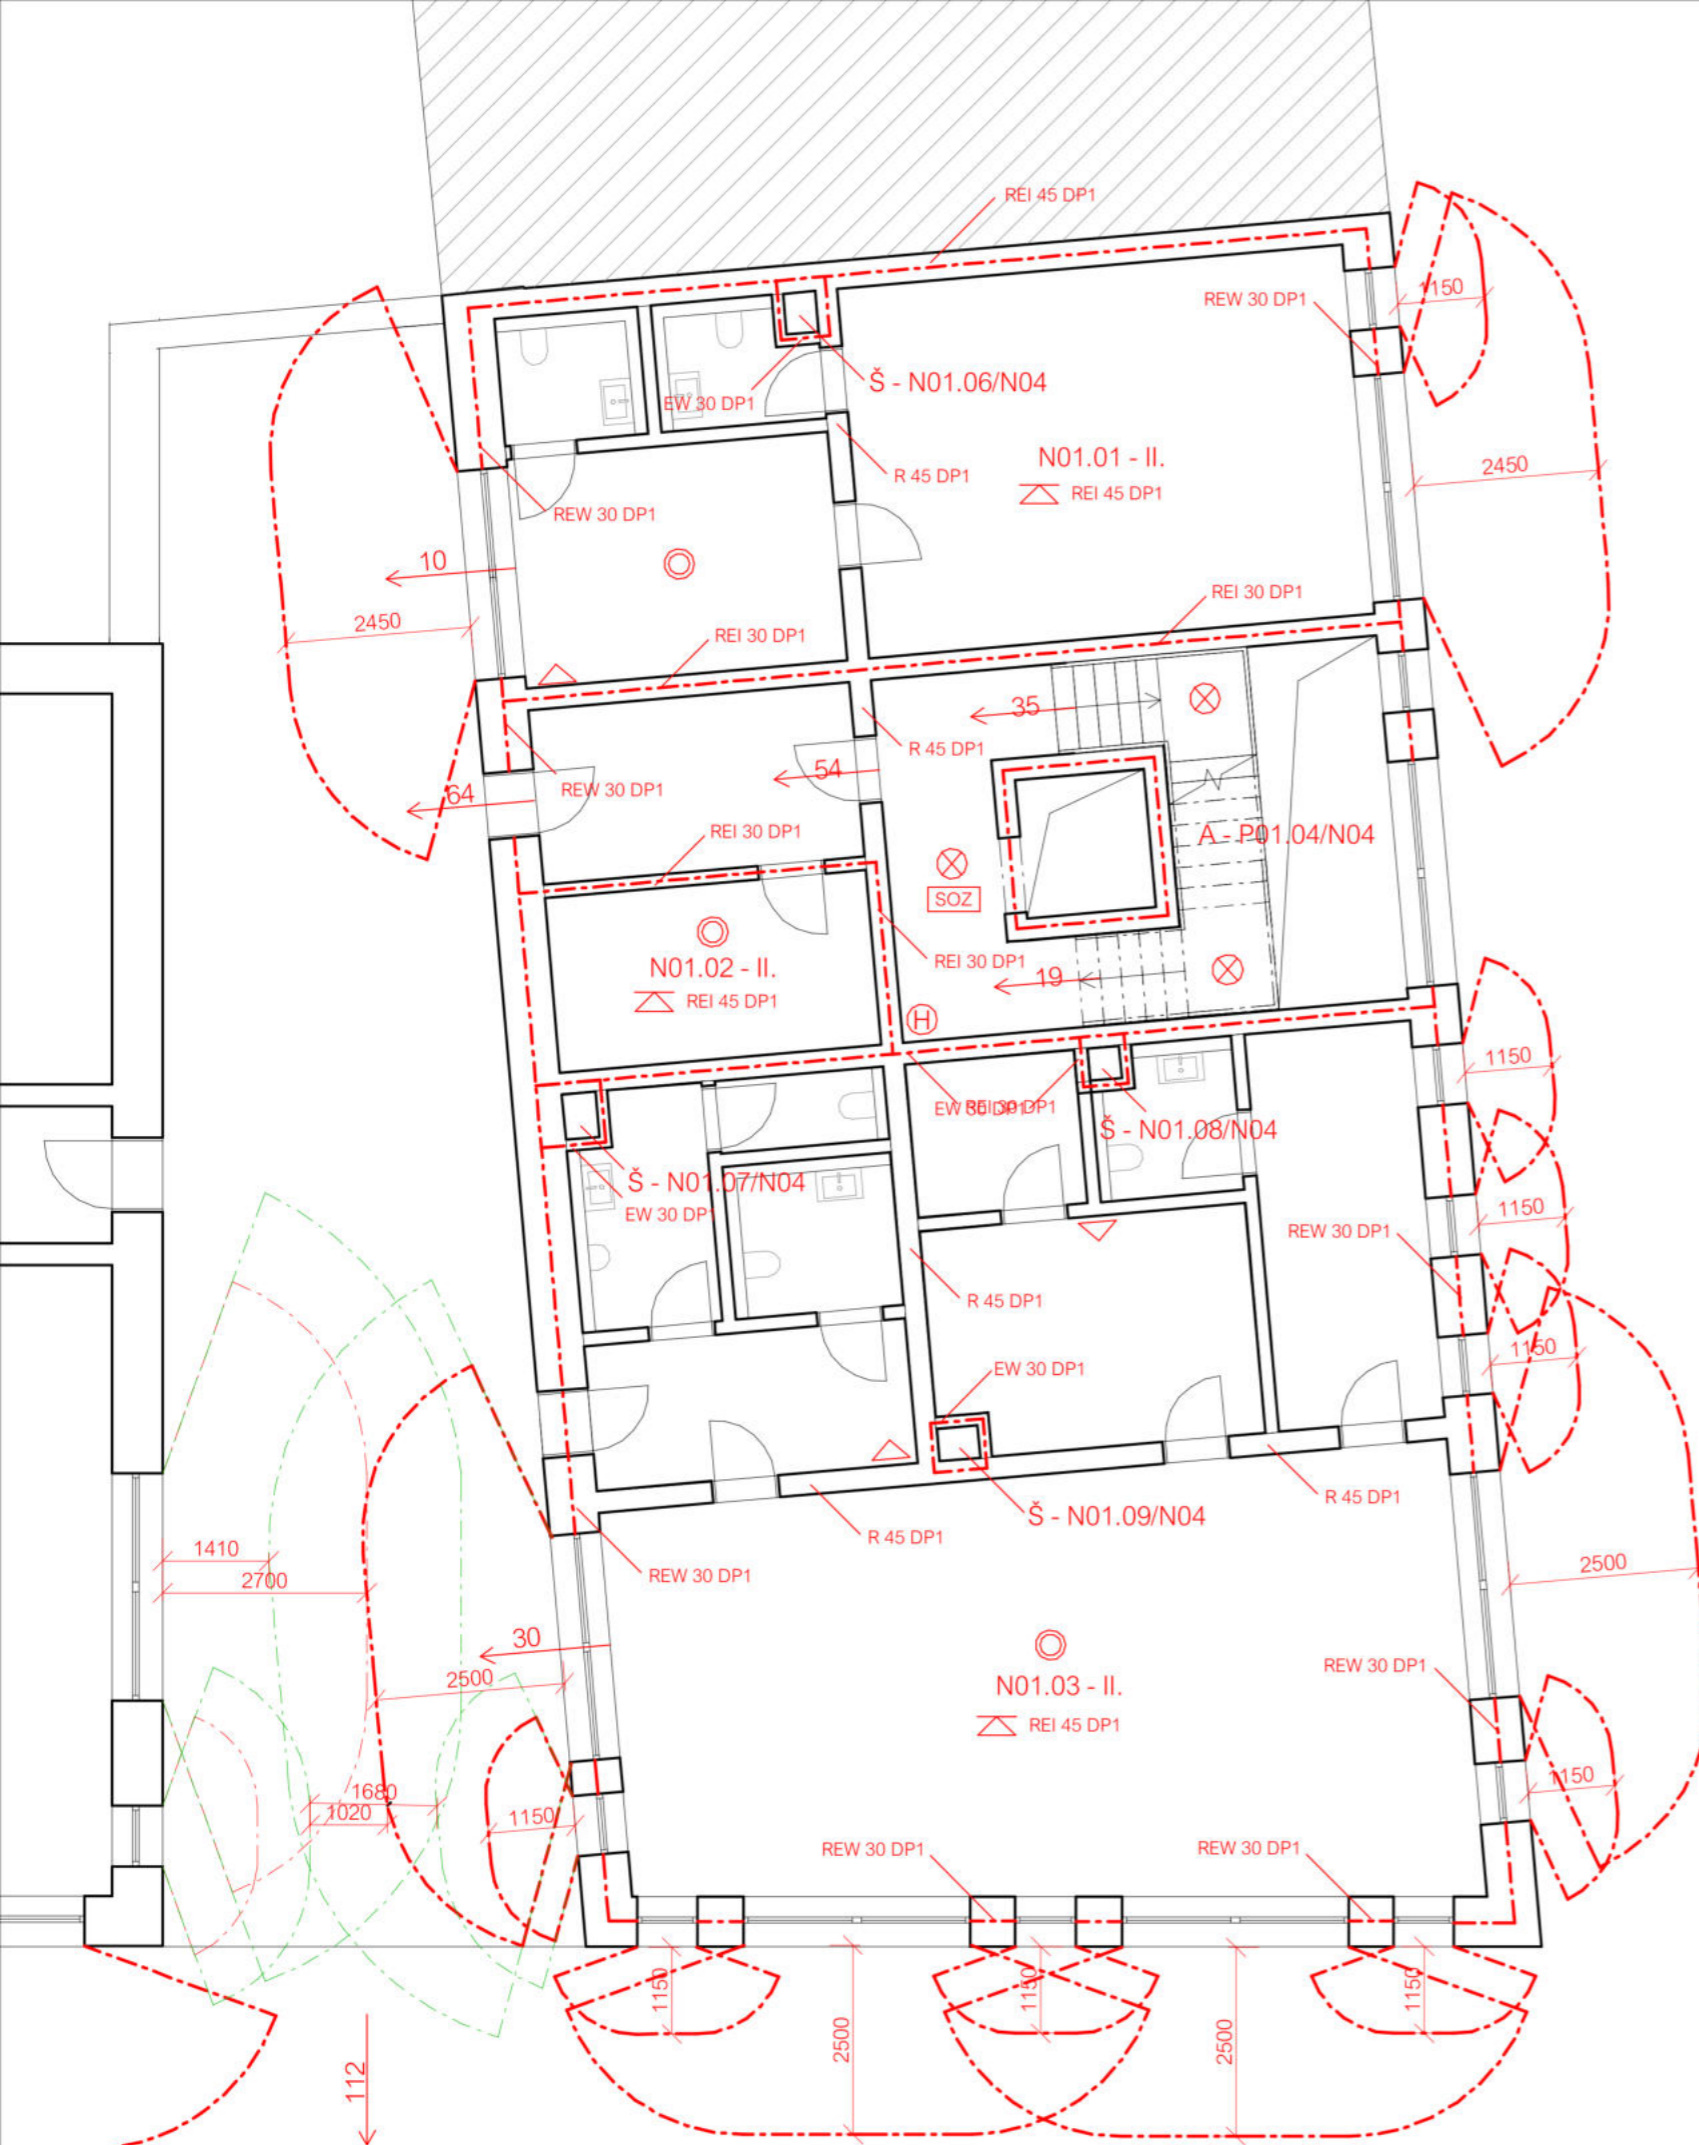 REI 45 DP1
1150
REW 30 DP1
Š - N01.06/N04
EW 30 DP1
N01.01 - II.
REI 45 DP1
2450
R 45 DP1
REW 30 DP1
10
2450
REI 30 DP1
REI 30 DP1
35
R 45 DP1
54
64
REW 30 DP1
REI 30 DP1
A - P01.04/N04
SOZ
N01.02 - II.
REI 45 DP1
REI 30 DP1
19
H
1150
EW 30 DP1
REI 30 DP1
Š - N01.08/N04
Š - N01.07/N04
EW 30 DP1
1150
REW 30 DP1
R 45 DP1
1150
EW 30 DP1
R 45 DP1
Š - N01.09/N04
R 45 DP1
1410
2700
REW 30 DP1
2500
30
2500
N01.03 - II.
REI 45 DP1
REW 30 DP1
1680
1020
1150
1150
REW 30 DP1
REW 30 DP1
1150
1150
1150
2500
2500
112